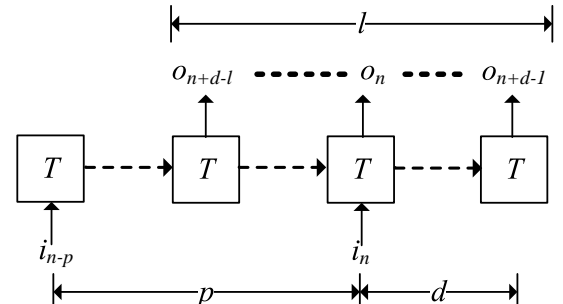 l
o_{n+d-l} o_n o_{n+d-1}
T T T T
i_{n-p} i_n
p d